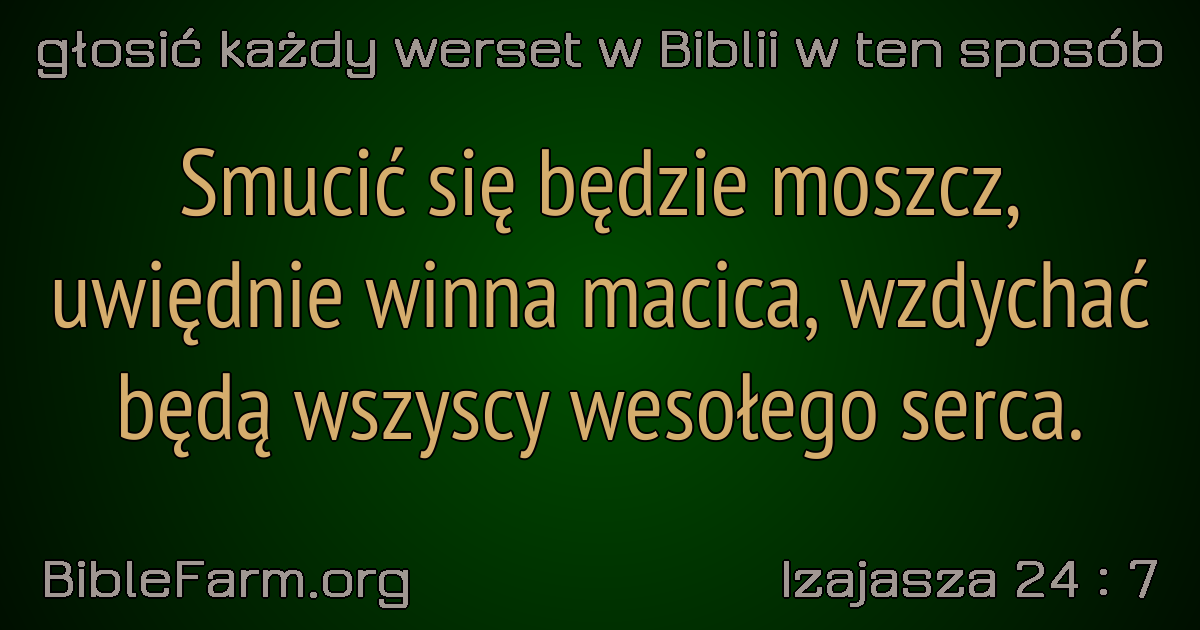 głosić każdy werset w Biblii w ten sposób
Smucić się będzie moszcz,
uwiędnie winna macica, wzdychać
będą wszyscy wesołego serca.
BibleFarm.org
Izajasza 24 : 7